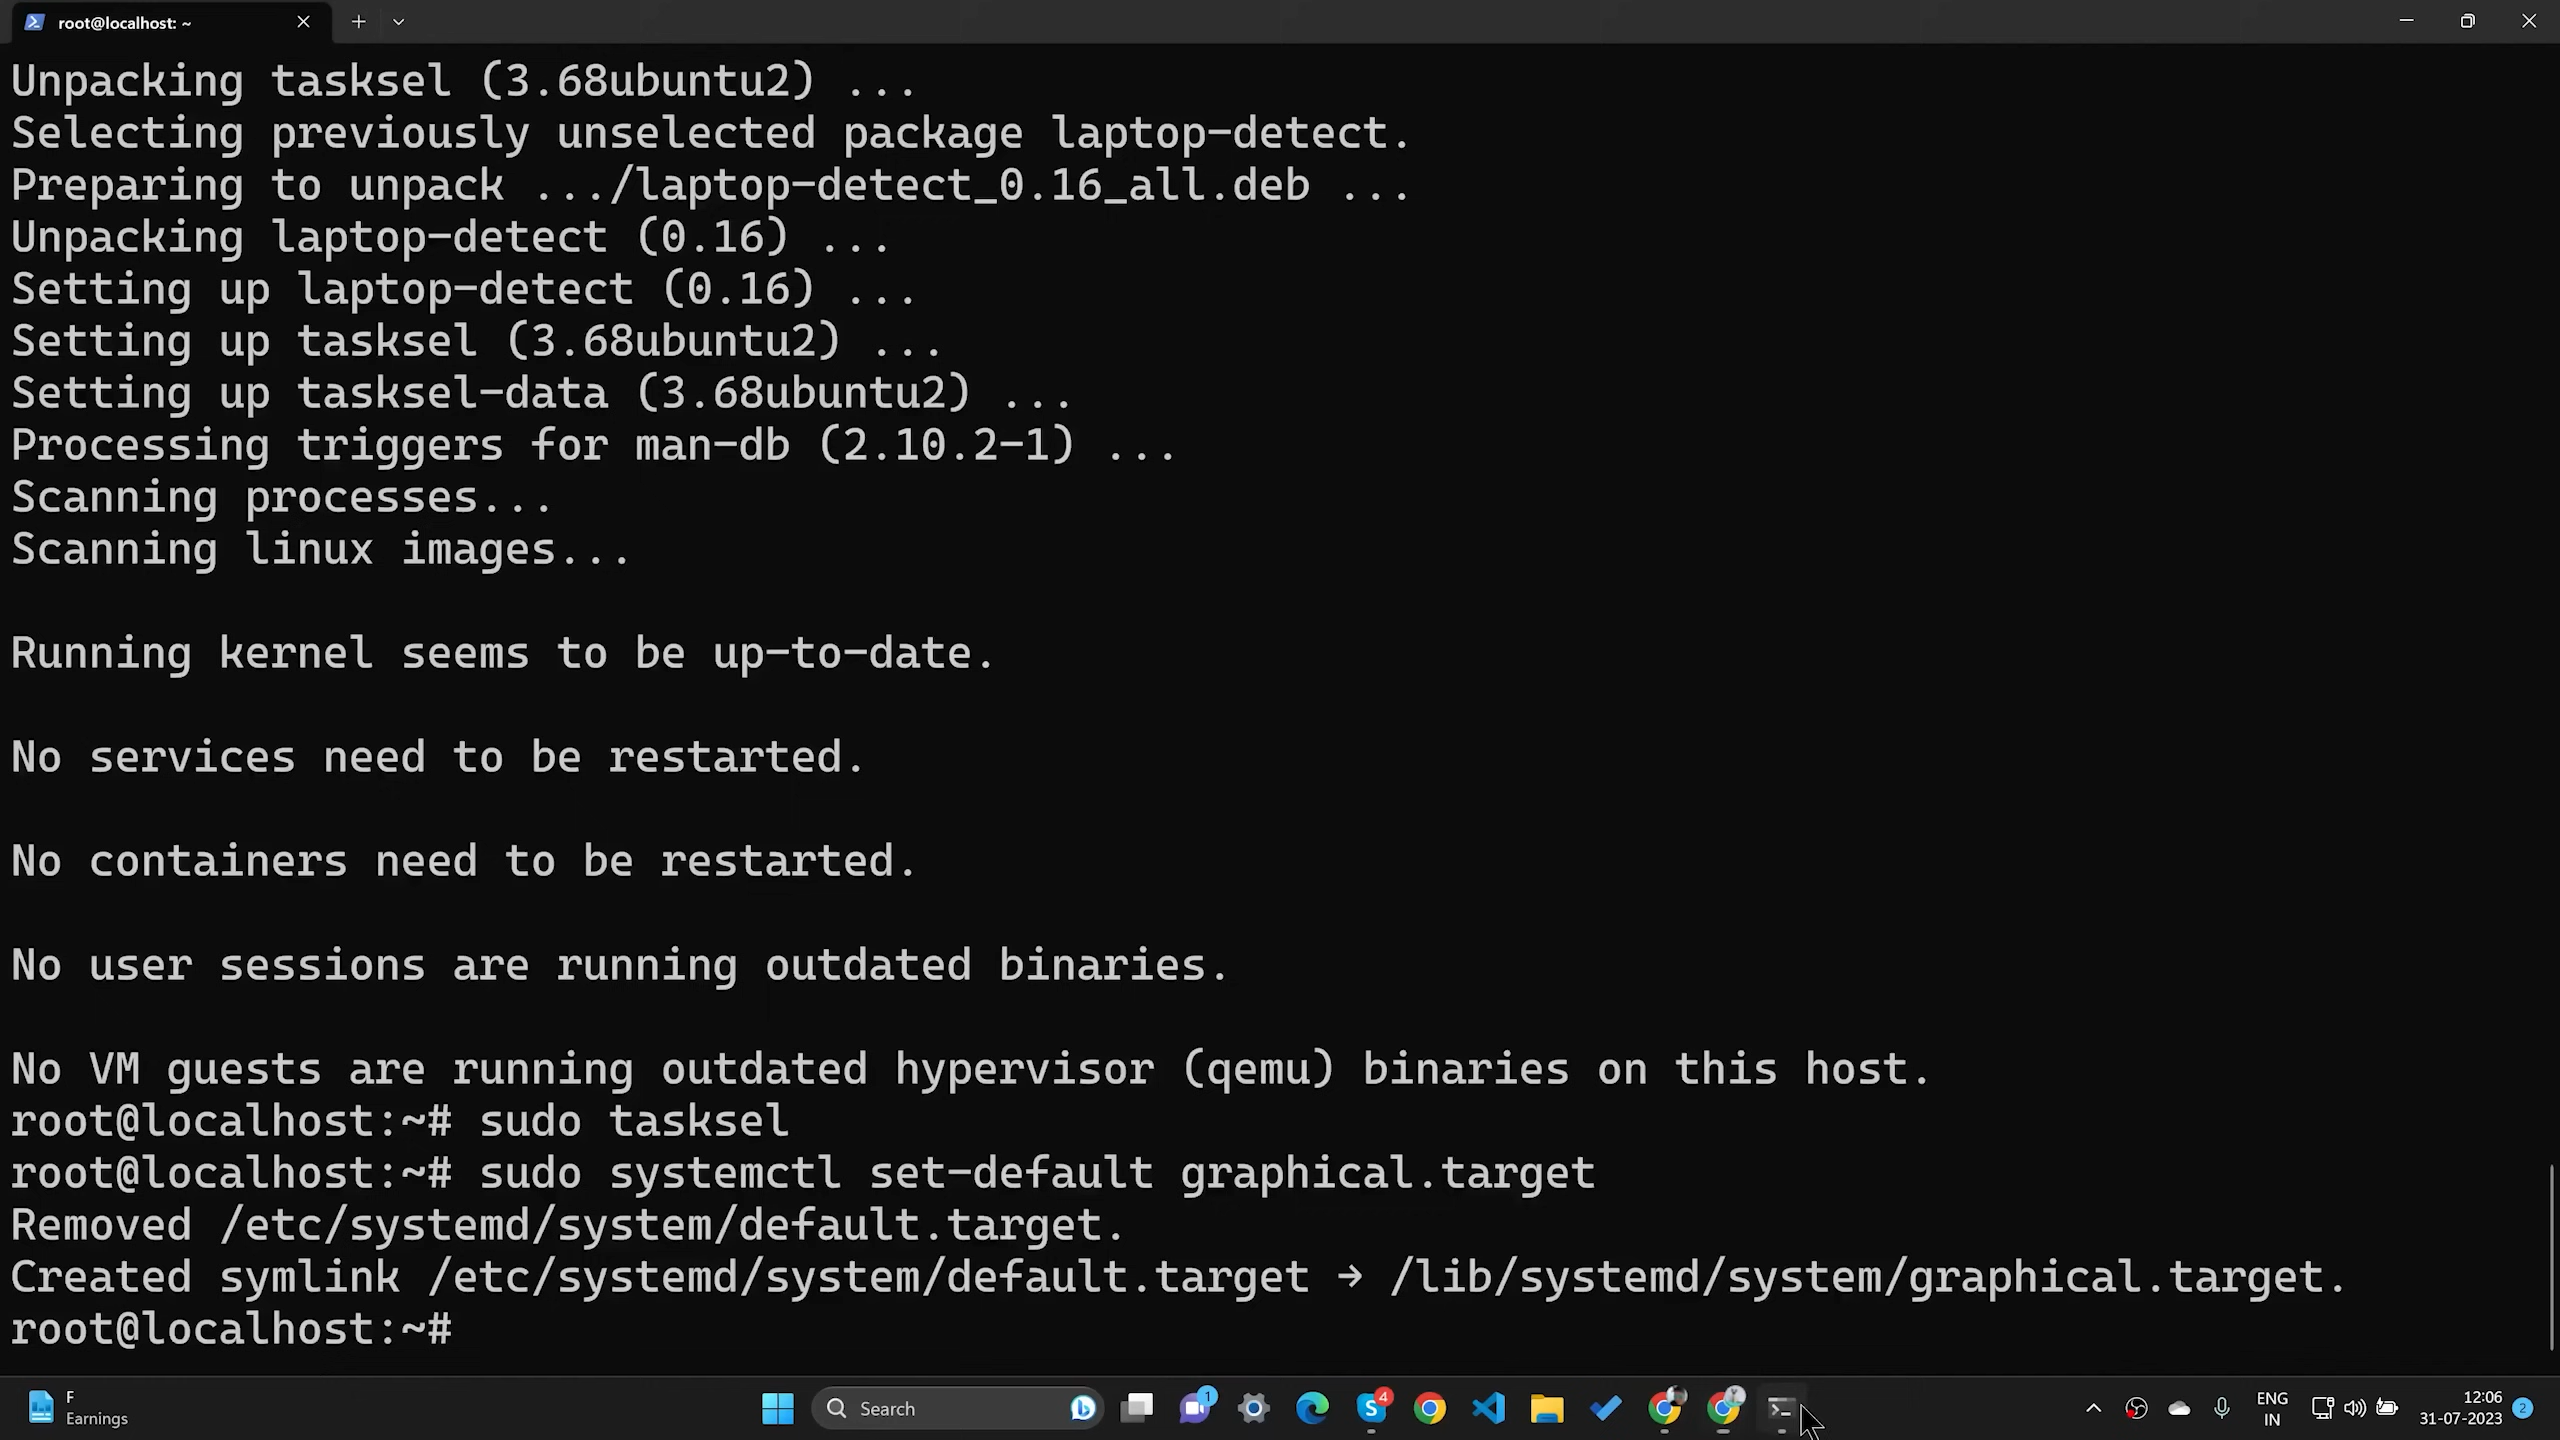 root@localhost: ~
Unpacking tasksel (3.68ubuntu2) ...
Selecting previously unselected package laptop-detect.
Preparing to unpack .../laptop-detect_0.16_all.deb ...
Unpacking laptop-detect (0.16) ...
Setting up laptop-detect (0.16) ...
Setting up tasksel (3.68ubuntu2) ...
Setting up tasksel-data (3.68ubuntu2) ...
Processing triggers for man-db (2.10.2-1) ...
Scanning processes...
Scanning linux images...
Running kernel seems to be up-to-date.
No services need to be restarted.
No containers need to be restarted.
No user sessions are running outdated binaries.
No VM guests are running outdated hypervisor (qemu) binaries on this host.
root@localhost:~# sudo tasksel
root@localhost:~# sudo systemctl set-default graphical.target
Removed /etc/systemd/system/default.target.
Created symlink /etc/systemd/system/default.target → /lib/systemd/system/graphical.target.
root@localhost:~#
F
Earnings
Search
1
4
ENG
IN
12:06
31-07-2023
2